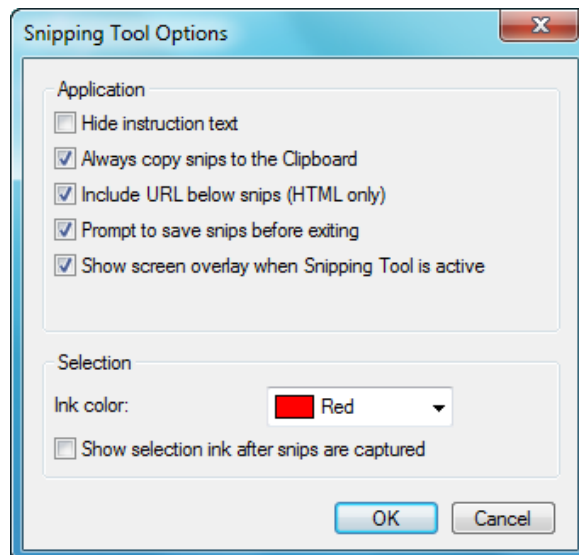 Snipping Tool Options
Application
Hide instruction text
Always copy snips to the Clipboard
Include URL below snips (HTML only)
Prompt to save snips before exiting
Show screen overlay when Snipping Tool is active
Selection
Ink color: Red
Show selection ink after snips are captured
OK Cancel